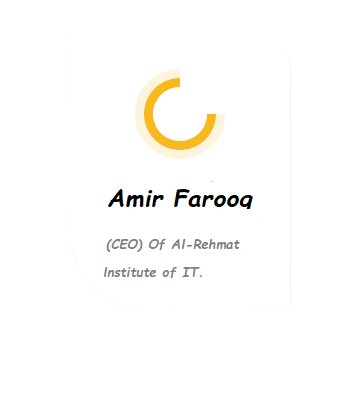 Amir Farooq
(CEO) Of Al-Rehmat
Institute of IT.